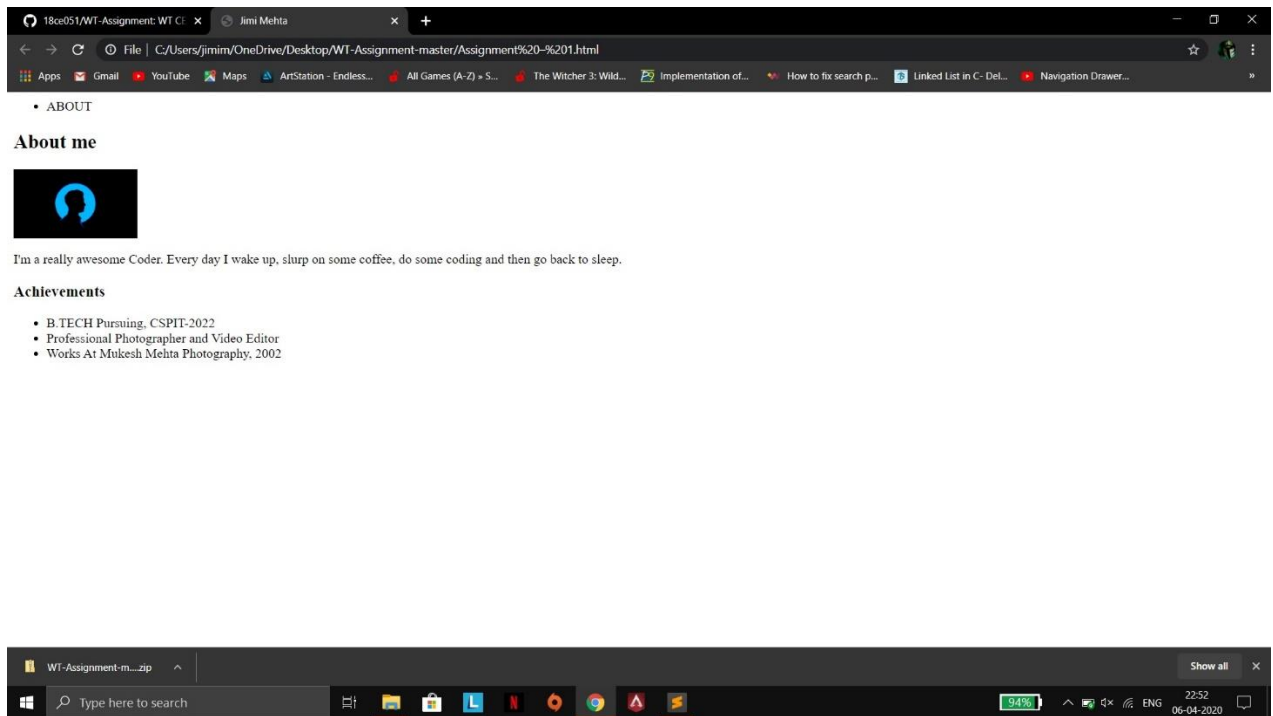 18ce051/WT-Assignment: WT CE
Jimi Mehta
File | C:/Users/jimim/OneDrive/Desktop/WT-Assignment-master/Assignment%20–%201.html
Apps Gmail YouTube Maps ArtStation - Endless... All Games (A-Z) » S... The Witcher 3: Wild... Implementation of... How to fix search p... Linked List in C- Del... Navigation Drawer... »
• ABOUT
About me
I'm a really awesome Coder. Every day I wake up, slurp on some coffee, do some coding and then go back to sleep.
Achievements
• B.TECH Pursuing, CSPIT-2022
• Professional Photographer and Video Editor
• Works At Mukesh Mehta Photography, 2002
WT-Assignment-m....zip
Show all
Type here to search
L
N
94%
ENG
22:52
06-04-2020